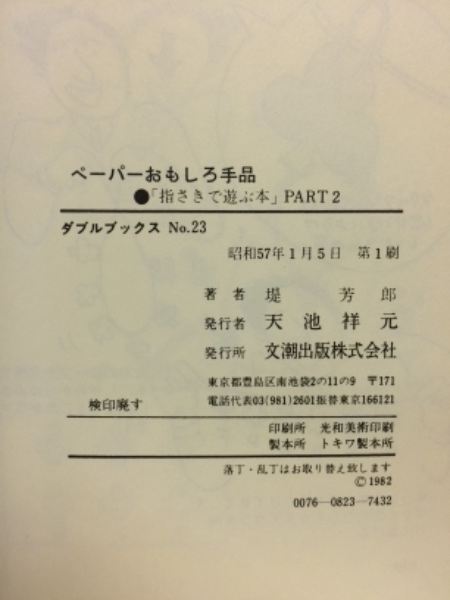 ペーパーおもしろ手品
●「指さきで遊ぶ本」PART2
ダブルブックス No.23
昭和57年1月5日 第1刷
著者 堤 芳郎
発行者 天池祥元
発行所 文潮出版株式会社
東京都豊島区南池袋2の11の9 〒171
検印廃す 電話代表03(981)2601振替東京166121
印刷所 光和美術印刷
製本所 トキワ製本所
落丁・乱丁はお取り替え致します
©1982
0076—0823—7432